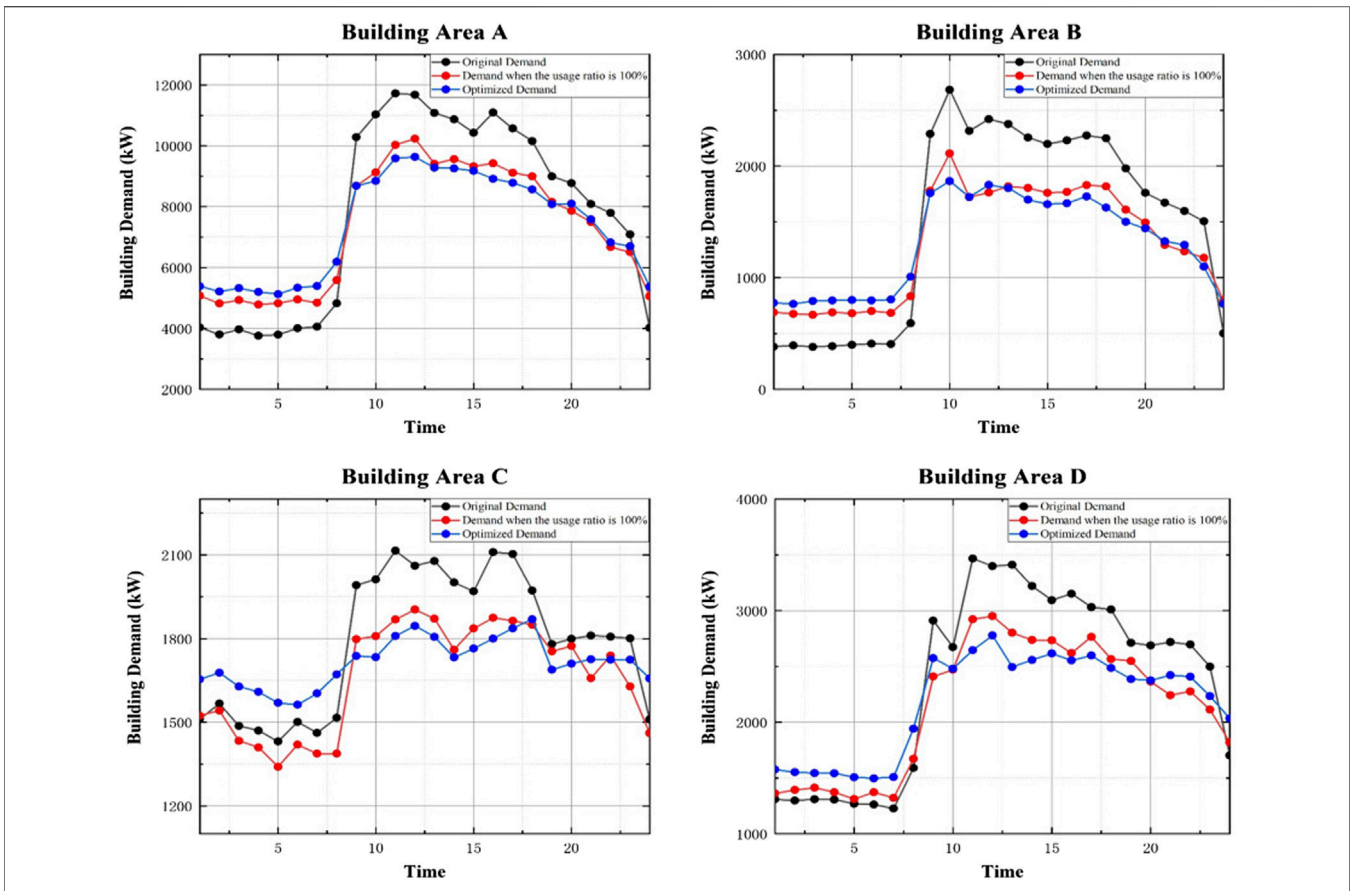 Building Area A
Original Demand
Demand when the usage ratio is 100%
Optimized Demand
Building Demand (kW)
12000
10000
8000
6000
4000
2000
5
10
15
20
Time
Building Area B
Original Demand
Demand when the usage ratio is 100%
Optimized Demand
Building Demand (kW)
3000
2000
1000
0
5
10
15
20
Time
Building Area C
Original Demand
Demand when the usage ratio is 100%
Optimized Demand
Building Demand (kW)
2100
1800
1500
1200
5
10
15
20
Time
Building Area D
Original Demand
Demand when the usage ratio is 100%
Optimized Demand
Building Demand (kW)
4000
3000
2000
1000
5
10
15
20
Time